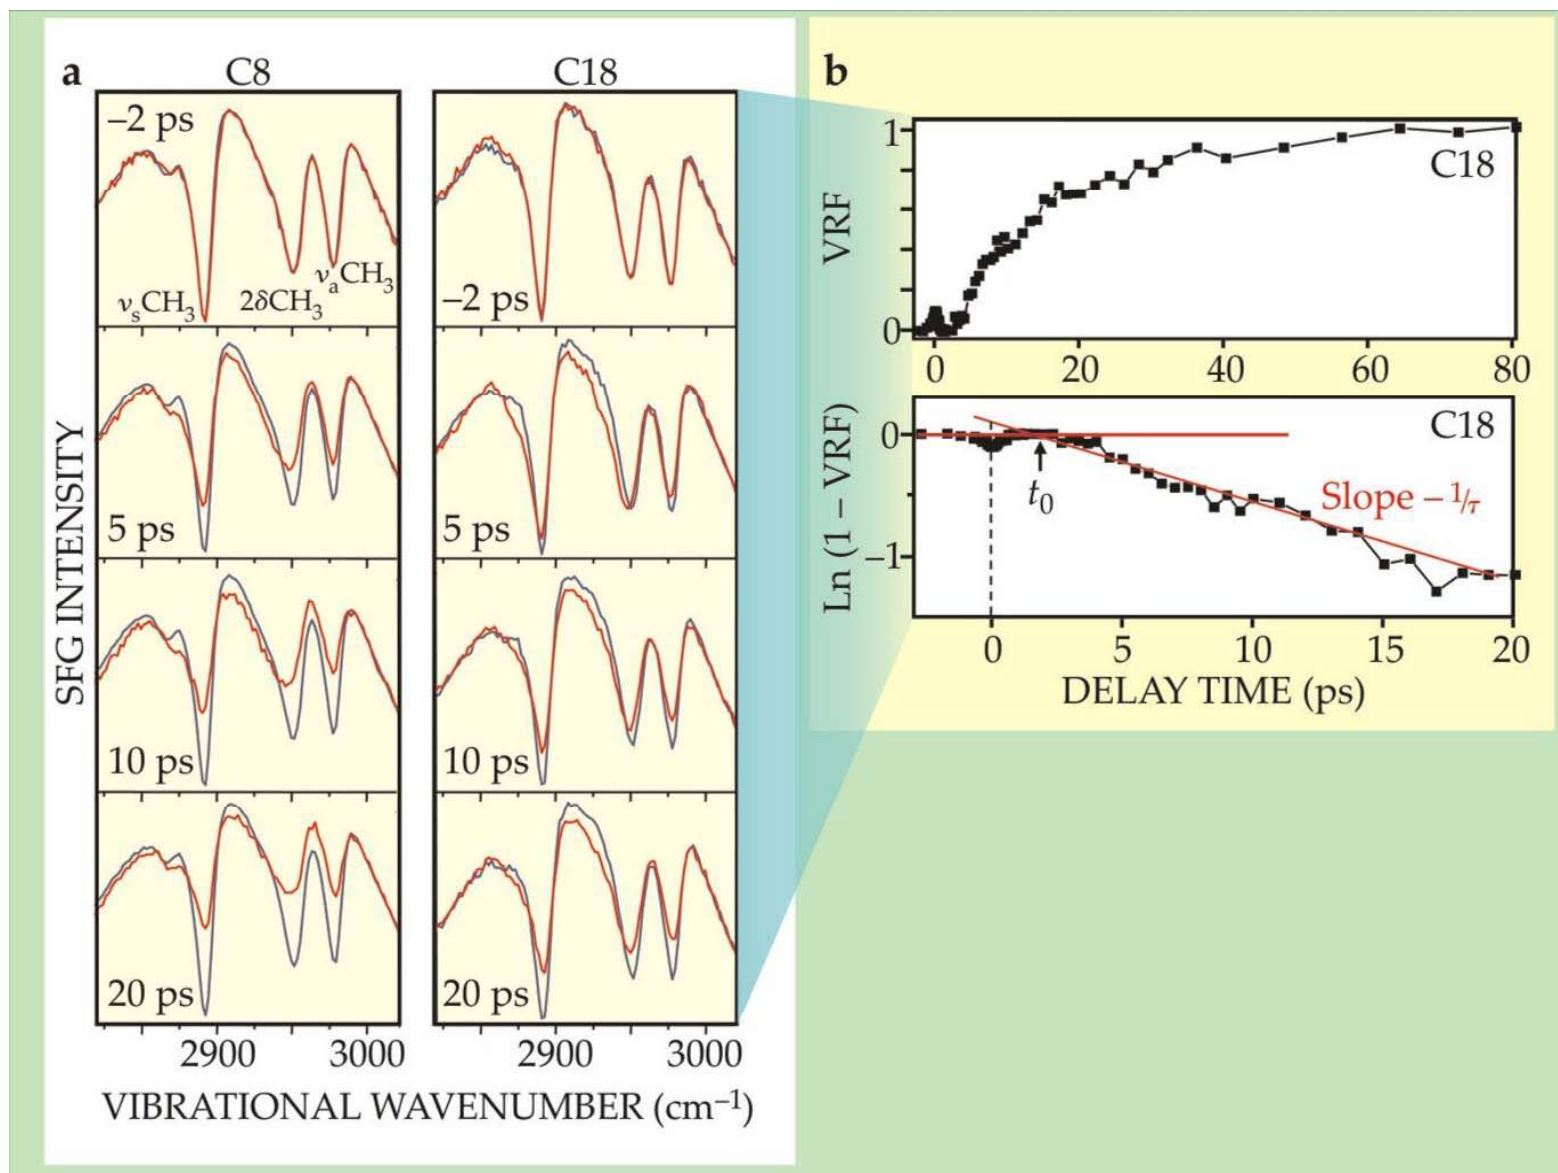 a
C8
C18
−2 ps
νsCH3
2δCH3
νaCH3
−2 ps
5 ps
5 ps
10 ps
10 ps
20 ps
20 ps
SFG INTENSITY
2900 3000
2900 3000
VIBRATIONAL WAVENUMBER (cm−1)
b
1
0
VRF
C18
0 20 40 60 80
0
−1
Ln (1 − VRF)
C18
t0
Slope − 1/τ
0 5 10 15 20
DELAY TIME (ps)